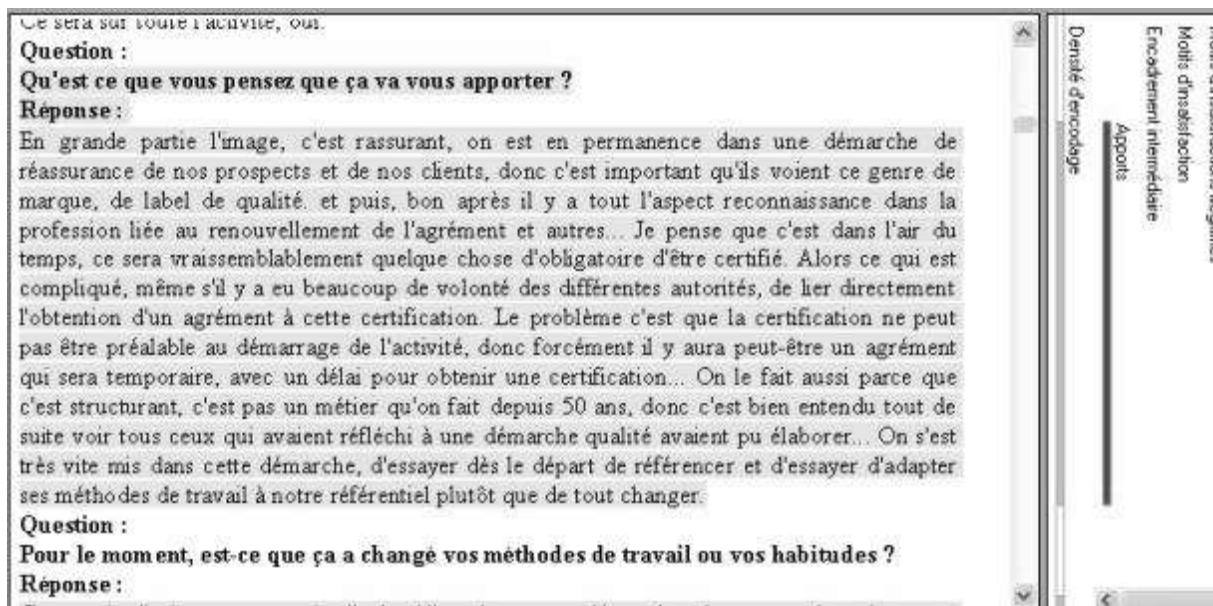 Ce sera sur toute l'activité, oui.
Question :
Qu'est ce que vous pensez que ça va vous apporter ?
Réponse :
En grande partie l'image, c'est rassurant, on est en permanence dans une démarche de
réassurance de nos prospects et de nos clients, donc c'est important qu'ils voient ce genre de
marque, de label de qualité. et puis, bon après il y a tout l'aspect reconnaissance dans la
profession liée au renouvellement de l'agrément et autres... Je pense que c'est dans l'air du
temps, ce sera vraissemblablement quelque chose d'obligatoire d'être certifié. Alors ce qui est
compliqué, même s'il y a eu beaucoup de volonté des différentes autorités, de lier directement
l'obtention d'un agrément à cette certification. Le problème c'est que la certification ne peut
pas être préalable au démarrage de l'activité, donc forcément il y aura peut-être un agrément
qui sera temporaire, avec un délai pour obtenir une certification... On le fait aussi parce que
c'est structurant, c'est pas un métier qu'on fait depuis 50 ans, donc c'est bien entendu tout de
suite voir tous ceux qui avaient réfléchi à une démarche qualité avaient pu élaborer... On s'est
très vite mis dans cette démarche, d'essayer dès le départ de référencer et d'essayer d'adapter
ses méthodes de travail à notre référentiel plutôt que de tout changer.
Question :
Pour le moment, est-ce que ça a changé vos méthodes de travail ou vos habitudes ?
Réponse :
Densité d'encodage
Apports
Encadrement intermédiaire
Motifs d'insatisfaction